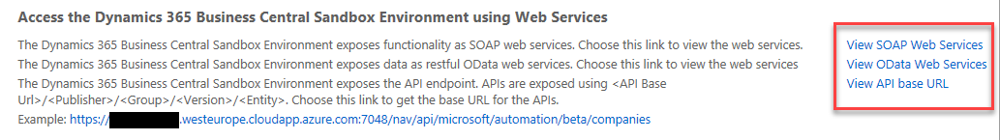 Access the Dynamics 365 Business Central Sandbox Environment using Web Services
The Dynamics 365 Business Central Sandbox Environment exposes functionality as SOAP web services. Choose this link to view the web services. View SOAP Web Services
The Dynamics 365 Business Central Sandbox Environment exposes data as restful OData web services. Choose this link to view the web services View OData Web Services
The Dynamics 365 Business Central Sandbox Environment exposes the API endpoint. APIs are exposed using <API Base View API base URL
Url>/<Publisher>/<Group>/<Version>/<Entity>. Choose this link to get the base URL for the APIs.
Example: https:// .westeurope.cloudapp.azure.com:7048/nav/api/microsoft/automation/beta/companies